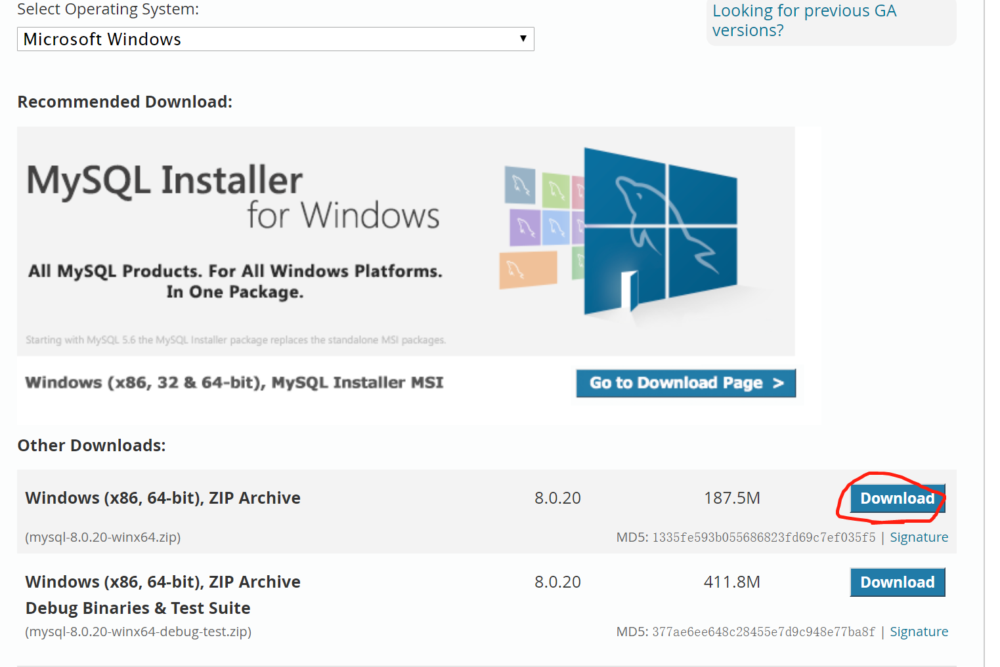 Select Operating System:
Looking for previous GA
versions?
Microsoft Windows
Recommended Download:
MySQL Installer
for Windows
All MySQL Products. For All Windows Platforms.
In One Package.
Starting with MySQL 5.6 the MySQL Installer package replaces the standalone MSI packages.
Windows (x86, 32 & 64-bit), MySQL Installer MSI
Go to Download Page >
Other Downloads:
Windows (x86, 64-bit), ZIP Archive 8.0.20 187.5M Download
(mysql-8.0.20-winx64.zip) MD5: 1335fe593b055686823fd69c7ef035f5 | Signature
Windows (x86, 64-bit), ZIP Archive 8.0.20 411.8M Download
Debug Binaries & Test Suite
(mysql-8.0.20-winx64-debug-test.zip) MD5: 377ae6ee648c28455e7d9c948e77ba8f | Signature